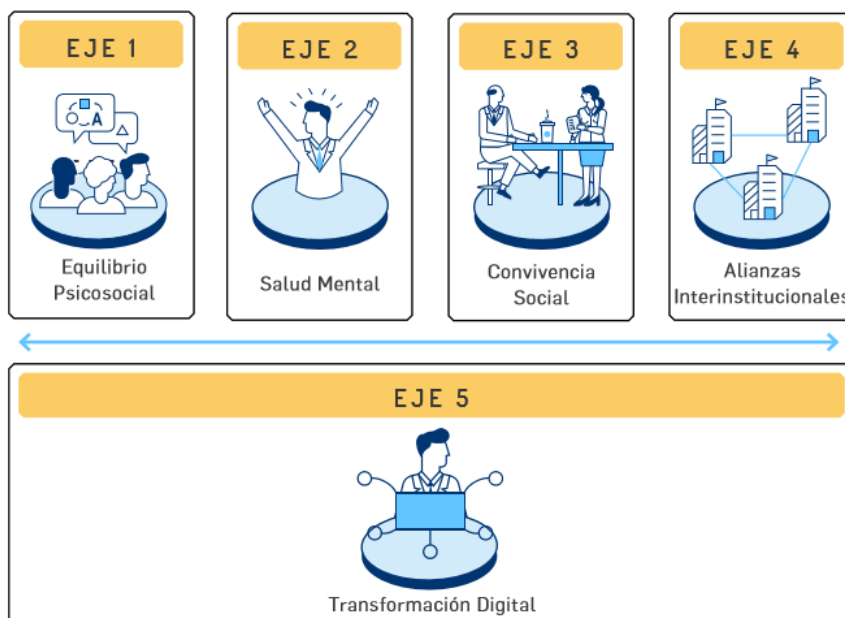 EJE 1
EJE 2
EJE 3
EJE 4
A
Equilibrio
Psicosocial
Salud Mental
Convivencia
Social
Alianzas
Interinstitucionales
EJE 5
Transformación Digital